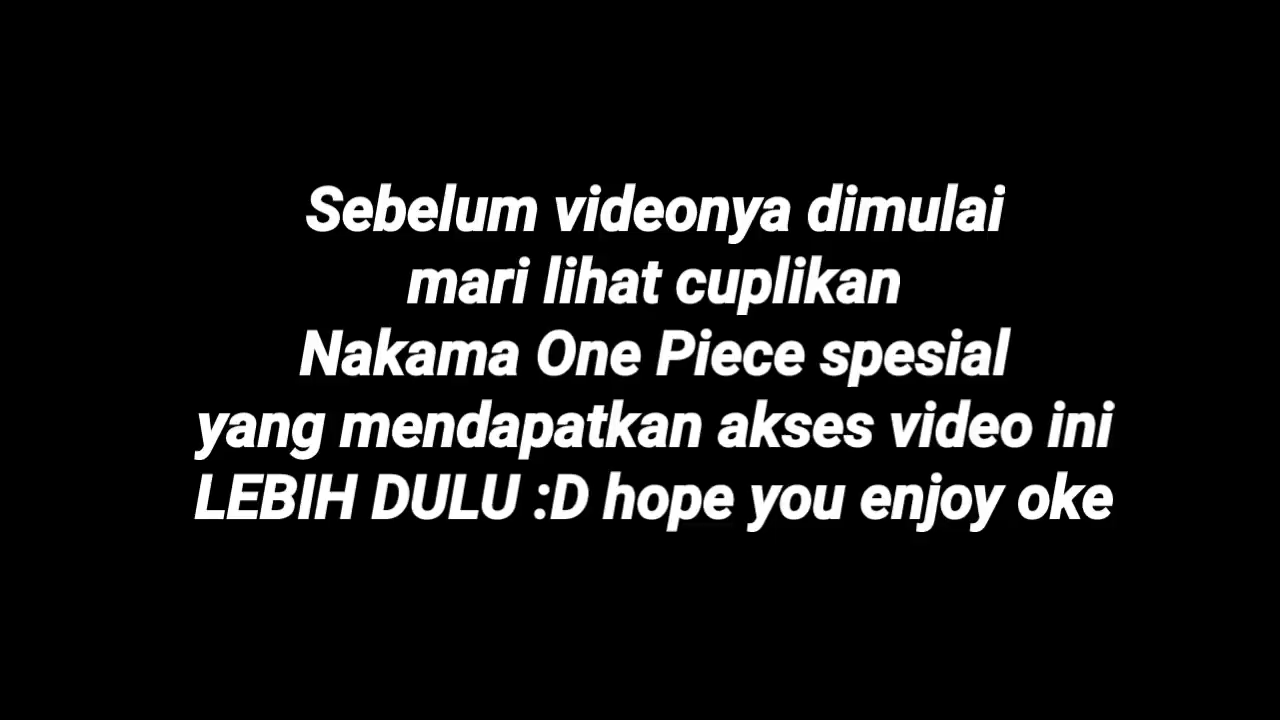 Sebelum videonya dimulai
mari lihat cuplikan
Nakama One Piece spesial
yang mendapatkan akses video ini
LEBIH DULU :D hope you enjoy oke